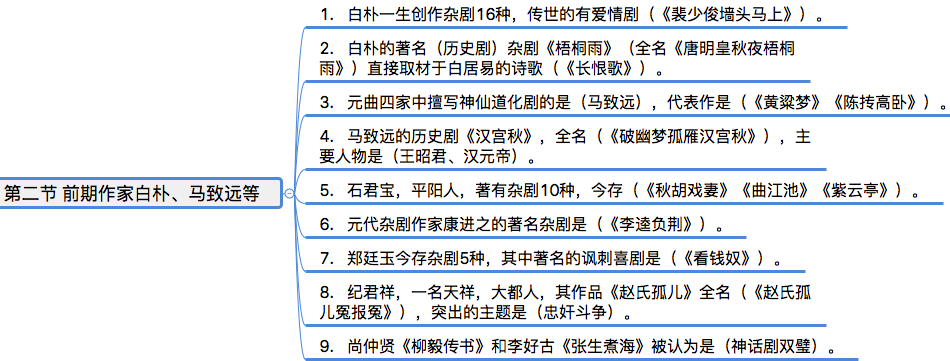 第二节 前期作家白朴、马致远等
1. 白朴一生创作杂剧16种，传世的有爱情剧（《裴少俊墙头马上》）。
2. 白朴的著名（历史剧）杂剧《梧桐雨》（全名《唐明皇秋夜梧桐
雨》）直接取材于白居易的诗歌（《长恨歌》）。
3. 元曲四家中擅写神仙道化剧的是（马致远），代表作是（《黄粱梦》《陈抟高卧》）。
4. 马致远的历史剧《汉宫秋》，全名（《破幽梦孤雁汉宫秋》），主
要人物是（王昭君、汉元帝）。
5. 石君宝，平阳人，著有杂剧10种，今存（《秋胡戏妻》《曲江池》《紫云亭》）。
6. 元代杂剧作家康进之的著名杂剧是（《李逵负荆》）。
7. 郑廷玉今存杂剧5种，其中著名的讽刺喜剧是（《看钱奴》）。
8. 纪君祥，一名天祥，大都人，其作品《赵氏孤儿》全名（《赵氏孤
儿冤报冤》），突出的主题是（忠奸斗争）。
9. 尚仲贤《柳毅传书》和李好古《张生煮海》被认为是（神话剧双璧）。